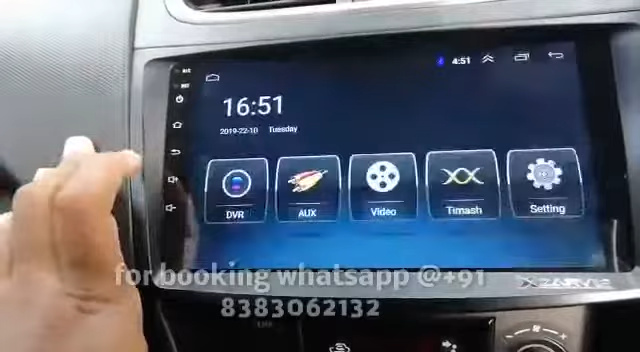 4:51
16:51
2019-22-10 Tuesday
DVR AUX Video Timash Setting
for booking whatsapp @+91
8383062132